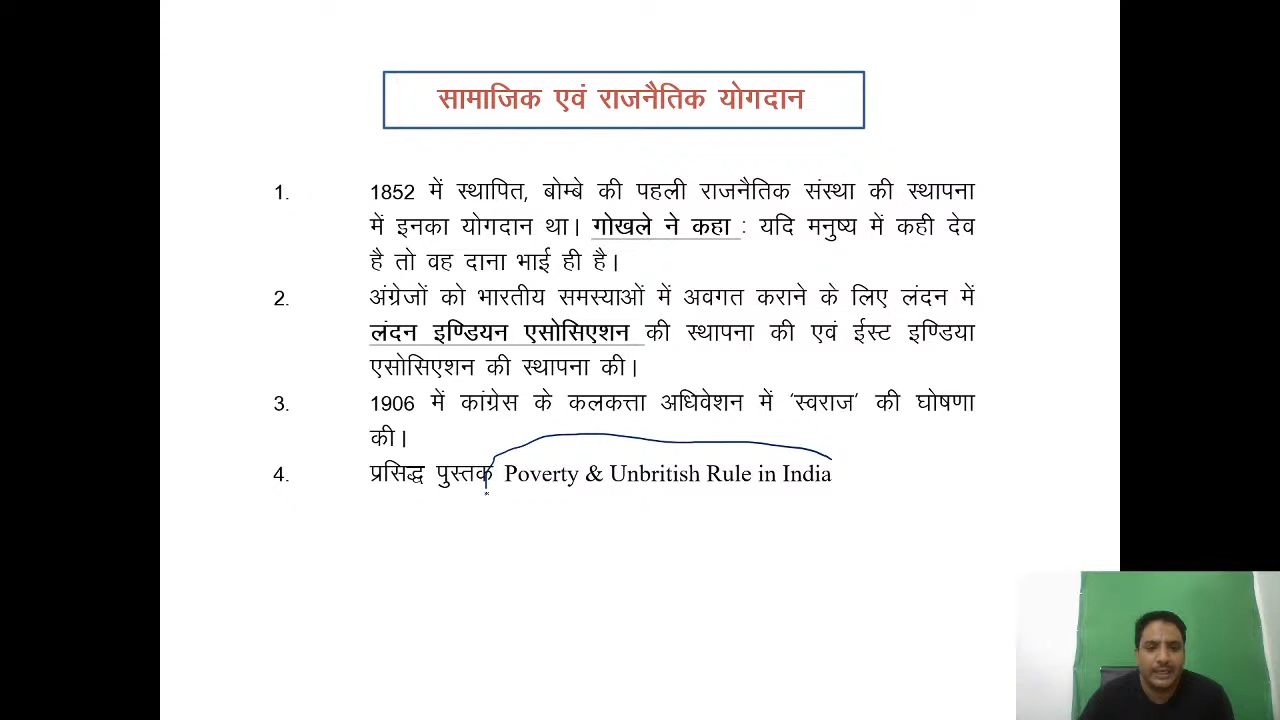 सामाजिक एवं राजनैतिक योगदान
1. 1852 में स्थापित, बोम्बे की पहली राजनैतिक संस्था की स्थापना
में इनका योगदान था। गोखले ने कहा : यदि मनुष्य में कही देव
है तो वह दाना भाई ही है।
2. अंग्रेजों को भारतीय समस्याओं में अवगत कराने के लिए लंदन में
लंदन इण्डियन एसोसिएशन की स्थापना की एवं ईस्ट इण्डिया
एसोसिएशन की स्थापना की।
3. 1906 में कांग्रेस के कलकत्ता अधिवेशन में ‘स्वराज’ की घोषणा
की।
4. प्रसिद्ध पुस्तक Poverty & Unbritish Rule in India